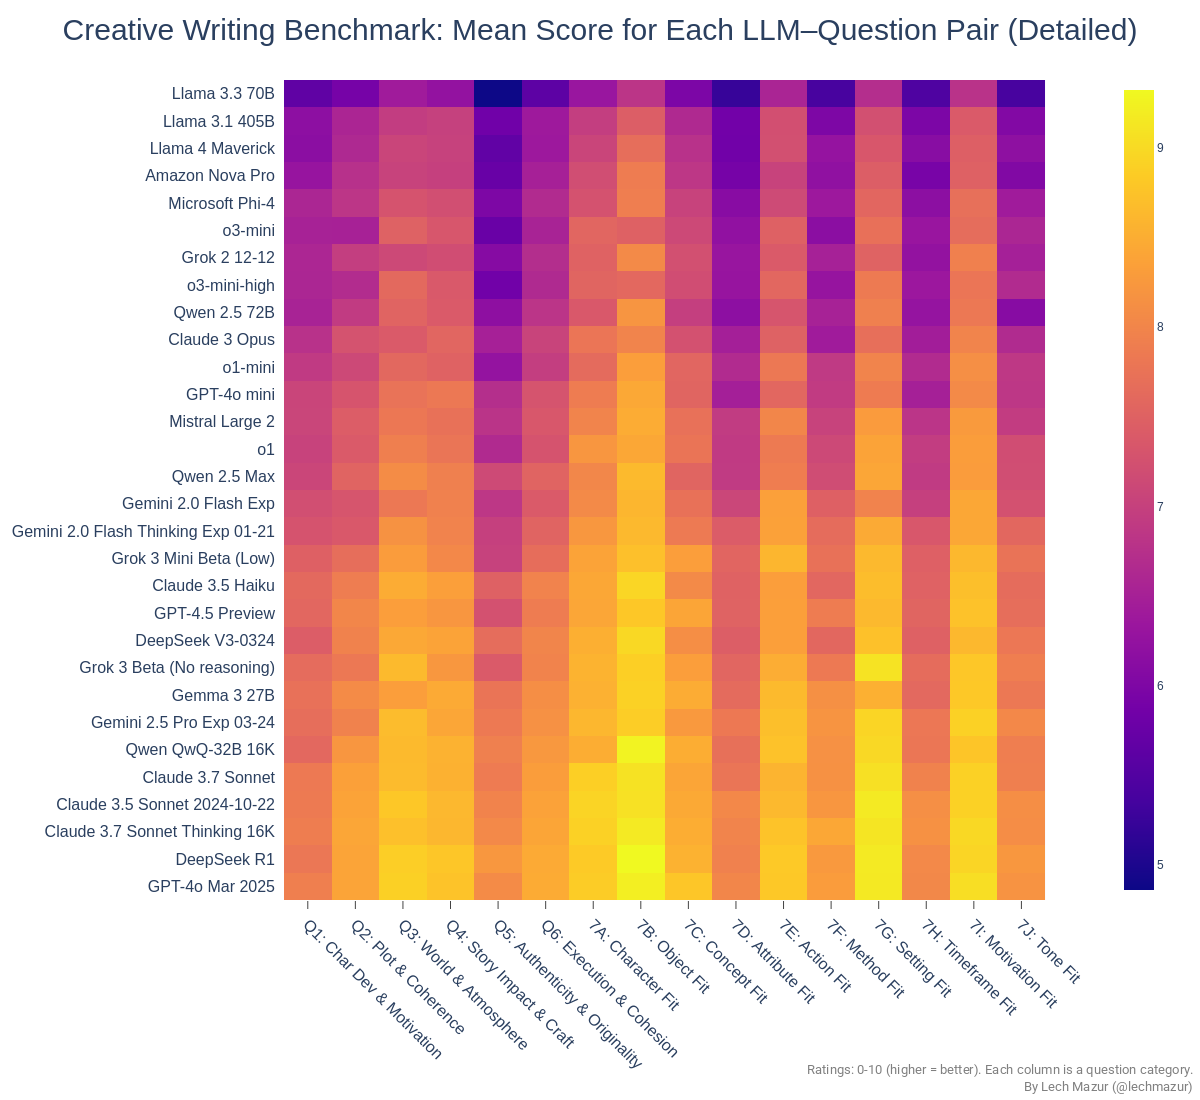 Creative Writing Benchmark: Mean Score for Each LLM–Question Pair (Detailed)
Llama 3.3 70B
Llama 3.1 405B
Llama 4 Maverick
Amazon Nova Pro
Microsoft Phi-4
o3-mini
Grok 2 12-12
o3-mini-high
Qwen 2.5 72B
Claude 3 Opus
o1-mini
GPT-4o mini
Mistral Large 2
o1
Qwen 2.5 Max
Gemini 2.0 Flash Exp
Gemini 2.0 Flash Thinking Exp 01-21
Grok 3 Mini Beta (Low)
Claude 3.5 Haiku
GPT-4.5 Preview
DeepSeek V3-0324
Grok 3 Beta (No reasoning)
Gemma 3 27B
Gemini 2.5 Pro Exp 03-24
Qwen QwQ-32B 16K
Claude 3.7 Sonnet
Claude 3.5 Sonnet 2024-10-22
Claude 3.7 Sonnet Thinking 16K
DeepSeek R1
GPT-4o Mar 2025
Q1: Char Dev & Motivation
Q2: Plot & Coherence
Q3: World & Atmosphere
Q4: Story Impact & Craft
Q5: Authenticity & Originality
Q6: Execution & Cohesion
7A: Character Fit
7B: Object Fit
7C: Concept Fit
7D: Attribute Fit
7E: Action Fit
7F: Method Fit
7G: Setting Fit
7H: Timeframe Fit
7I: Motivation Fit
7J: Tone Fit
9
8
7
6
5
Ratings: 0-10 (higher = better). Each column is a question category.
By Lech Mazur (@lechmazur)